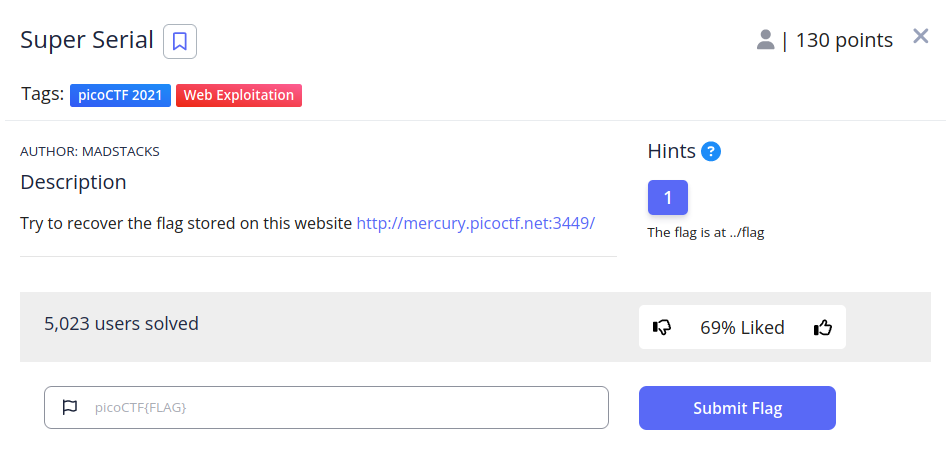 Super Serial
| 130 points
Tags: picoCTF 2021 Web Exploitation
AUTHOR: MADSTACKS
Description
Try to recover the flag stored on this website http://mercury.picoctf.net:3449/
Hints ?
1
The flag is at ../flag
5,023 users solved
69% Liked
picoCTF{FLAG}
Submit Flag